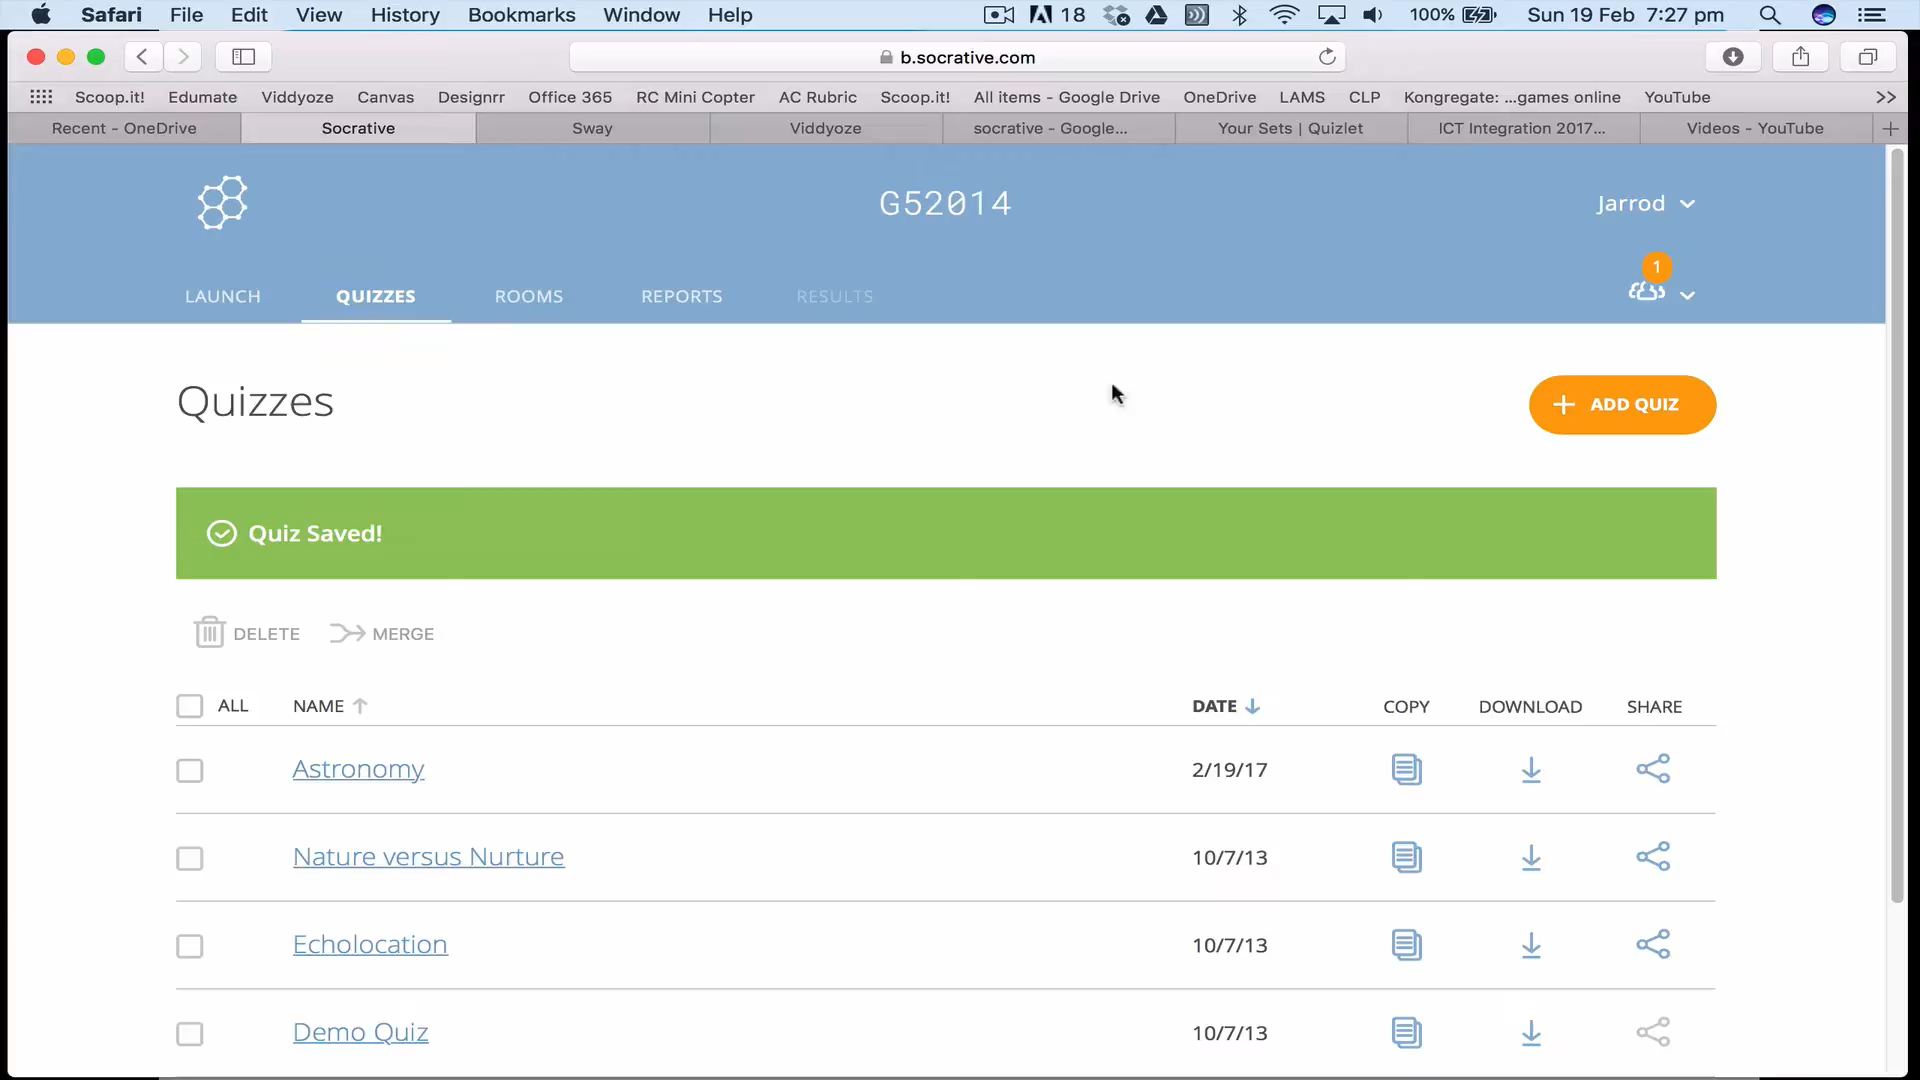 Safari File Edit View History Bookmarks Window Help 18 100% Sun 19 Feb 7:27 pm
b.socrative.com
Scoop.it! Edumate Viddyoze Canvas Designrr Office 365 RC Mini Copter AC Rubric Scoop.it! All items - Google Drive OneDrive LAMS CLP Kongregate: ...games online YouTube >>
Recent - OneDrive Socrative Sway Viddyoze socrative - Google... Your Sets | Quizlet ICT Integration 2017... Videos - YouTube
G52014
Jarrod
1
LAUNCH QUIZZES ROOMS REPORTS RESULTS
Quizzes
+ ADD QUIZ
Quiz Saved!
DELETE MERGE
ALL NAME DATE COPY DOWNLOAD SHARE
Astronomy 2/19/17
Nature versus Nurture 10/7/13
Echolocation 10/7/13
Demo Quiz 10/7/13